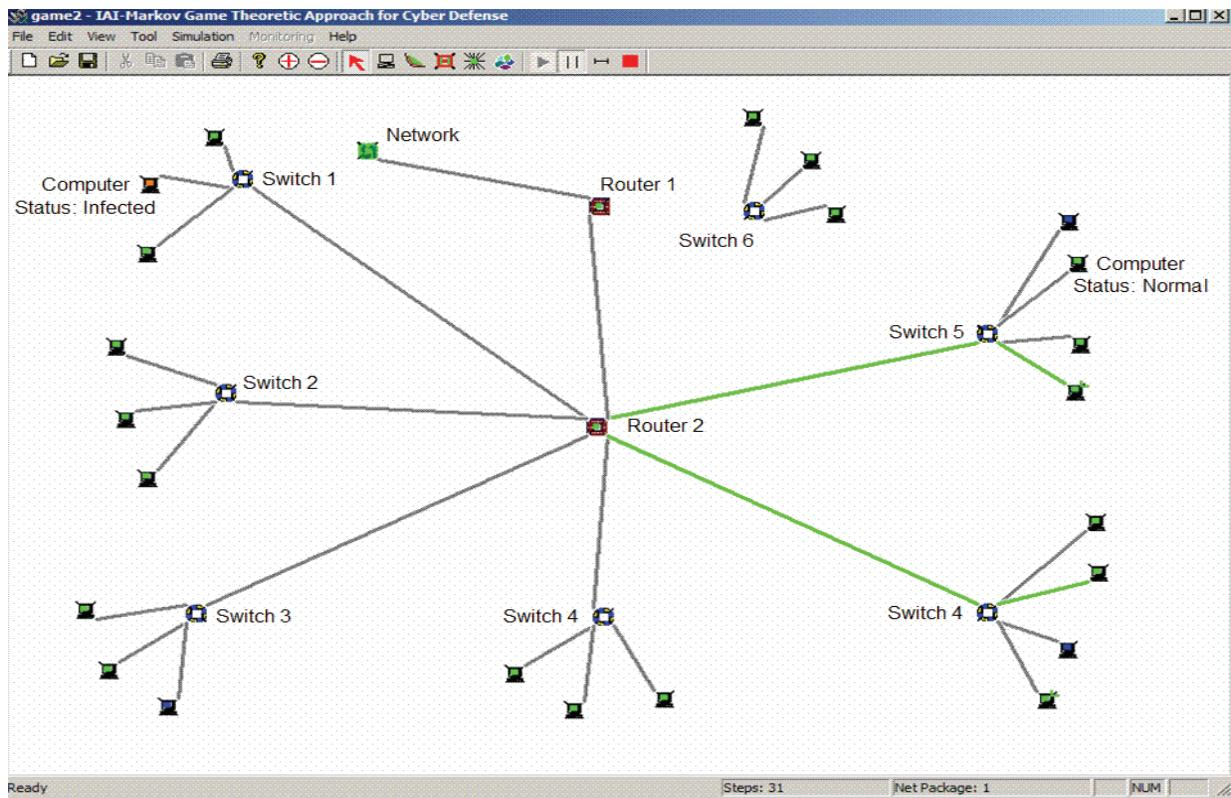 game2 - IAI-Markov Game Theoretic Approach for Cyber Defense
File Edit View Tool Simulation Monitoring Help
Network
Computer
Status: Infected
Switch 1
Router 1
Switch 6
Computer
Status: Normal
Switch 5
Switch 2
Router 2
Switch 3
Switch 4
Switch 4
Ready
Steps: 31
Net Package: 1
NUM